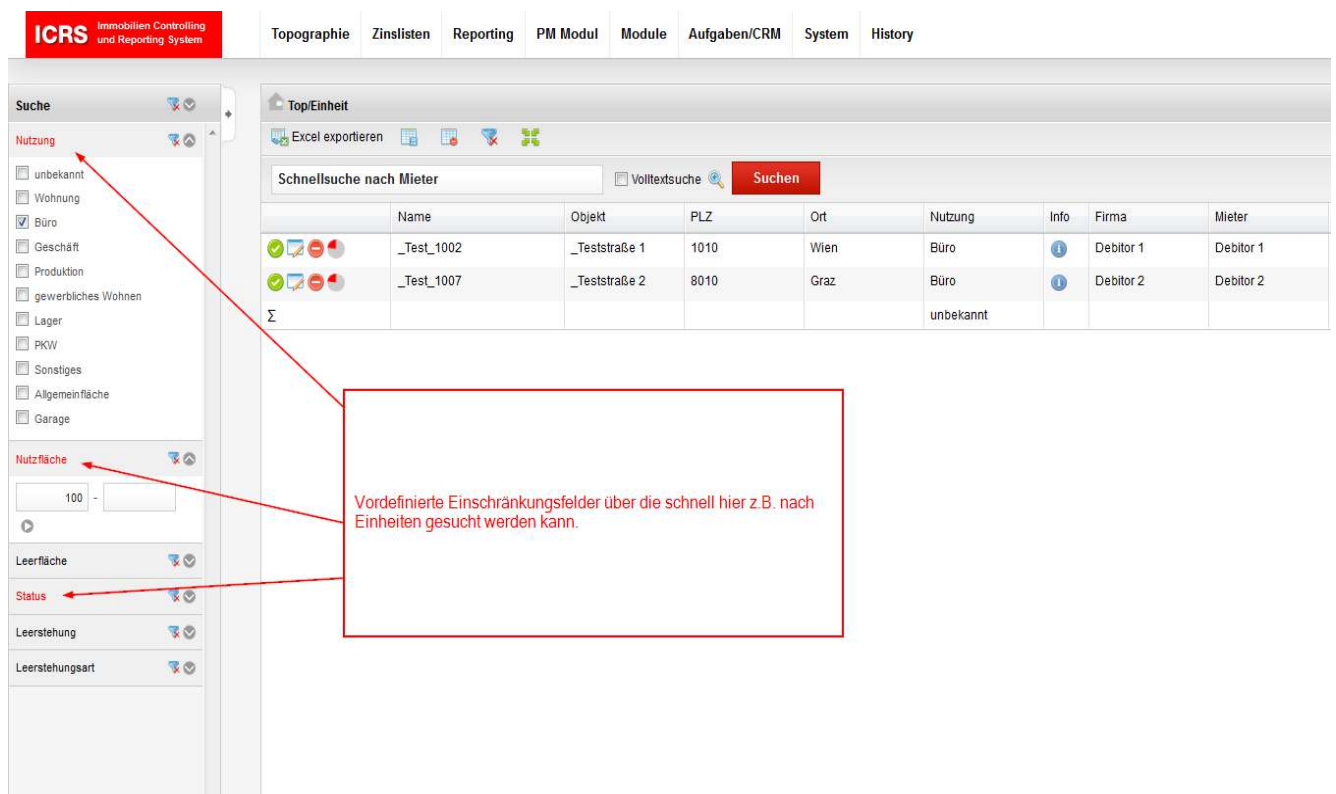 ICRS Immobilien Controlling
und Reporting System
Topographie Zinslisten Reporting PM Modul Module Aufgaben/CRM System History
Suche
Nutzung
unbekannt
Wohnung
Büro
Geschäft
Produktion
gewerbliches Wohnen
Lager
PKW
Sonstiges
Allgemeinfläche
Garage
Nutzfläche
100 -
Leerfläche
Status
Leerstehung
Leerstehungsart
Top/Einheit
Excel exportieren
Schnellsuche nach Mieter Volltextsuche Suchen
Name Objekt PLZ Ort Nutzung Info Firma Mieter
_Test_1002 _Teststraße 1 1010 Wien Büro Debitor 1 Debitor 1
_Test_1007 _Teststraße 2 8010 Graz Büro Debitor 2 Debitor 2
Σ unbekannt
Vordefinierte Einschränkungsfelder über die schnell hier z.B. nach
Einheiten gesucht werden kann.